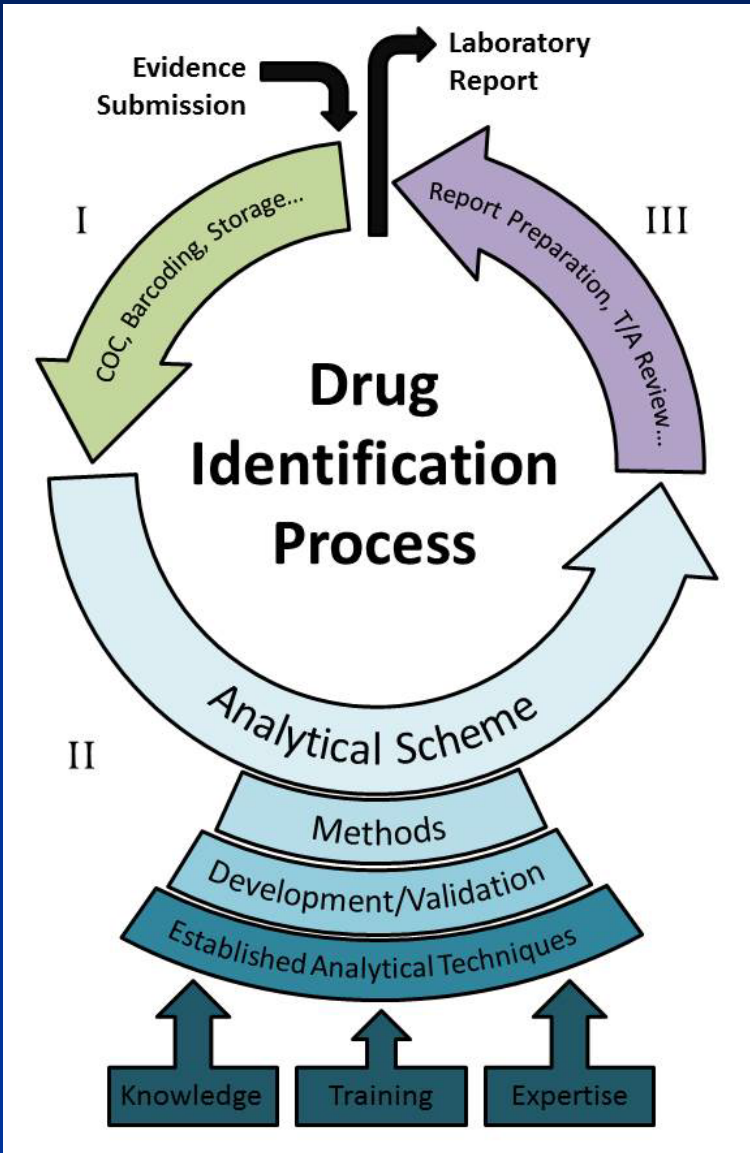 Evidence
Submission
Laboratory
Report
I
COC, Barcoding, Storage...
III
Report Preparation, T/A Review...
Drug
Identification
Process
II
Analytical Scheme
Methods
Development/Validation
Established Analytical Techniques
Knowledge
Training
Expertise